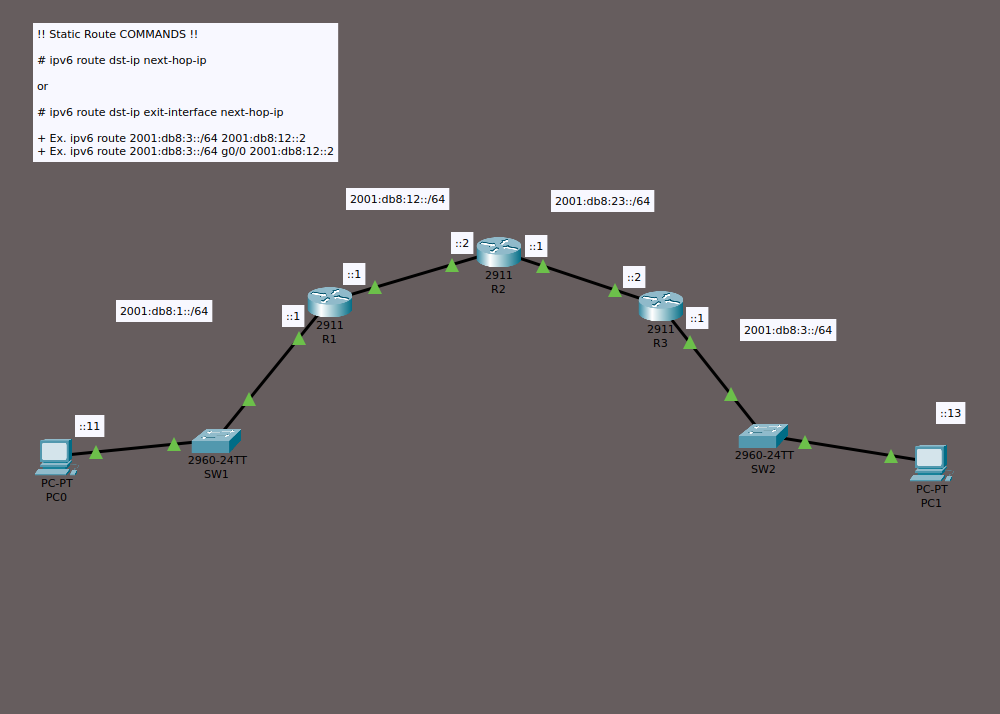 !! Static Route COMMANDS !!
# ipv6 route dst-ip next-hop-ip
or
# ipv6 route dst-ip exit-interface next-hop-ip
+ Ex. ipv6 route 2001:db8:3::/64 2001:db8:12::2
+ Ex. ipv6 route 2001:db8:3::/64 g0/0 2001:db8:12::2
2001:db8:12::/64
2001:db8:23::/64
::2
::1
2911
R2
::1
::2
2001:db8:1::/64
::1
2911
R1
2911
R3
::1
2001:db8:3::/64
::11
::13
2960-24TT
SW1
2960-24TT
SW2
PC-PT
PC0
PC-PT
PC1